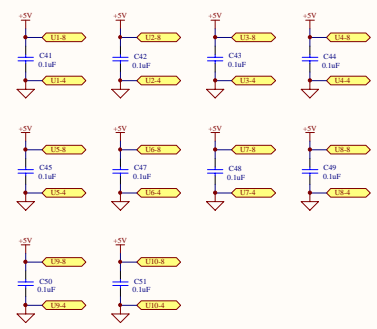 +5V +5V +5V +5V
U1-8 U2-8 U3-8 U4-8
C41 C42 C43 C44
0.1uF 0.1uF 0.1uF 0.1uF
U1-4 U2-4 U3-4 U4-4
+5V +5V +5V +5V
U5-8 U6-8 U7-8 U8-8
C45 C47 C48 C49
0.1uF 0.1uF 0.1uF 0.1uF
U5-4 U6-4 U7-4 U8-4
+5V +5V
U9-8 U10-8
C50 C51
0.1uF 0.1uF
U9-4 U10-4